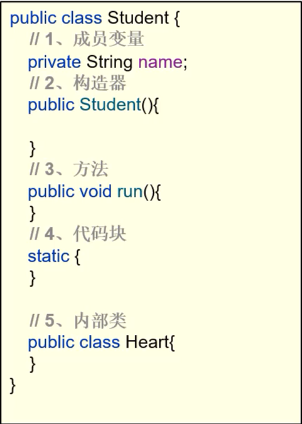 public class Student {
// 1、成员变量
private String name;
// 2、构造器
public Student(){
}
// 3、方法
public void run(){
}
// 4、代码块
static {
}
// 5、内部类
public class Heart{
}
}